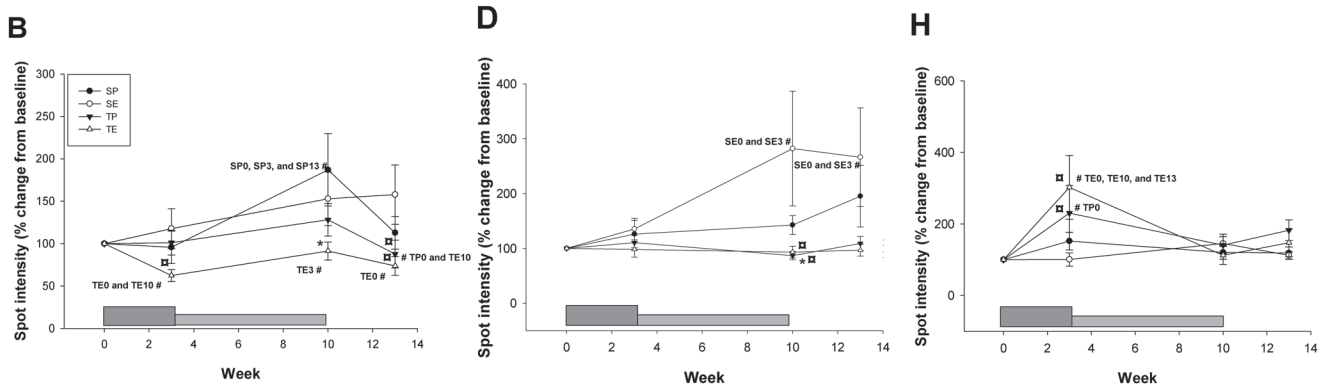 B
Spot intensity (% change from baseline)
300
250
200
150
100
50
0
SP
SE
TP
TE
SP0, SP3, and SP13 #
¤
TE0 and TE10 #
*
TE3 #
¤
¤
# TP0 and TE10
TE0 #
0 2 4 6 8 10 12 14
Week
D
Spot intensity (% change from baseline)
400
300
200
100
0
SE0 and SE3 #
SE0 and SE3 #
¤
* ¤
0 2 4 6 8 10 12 14
Week
H
Spot intensity (% change from baseline)
600
400
200
0
¤
# TE0, TE10, and TE13
¤
# TP0
0 2 4 6 8 10 12 14
Week